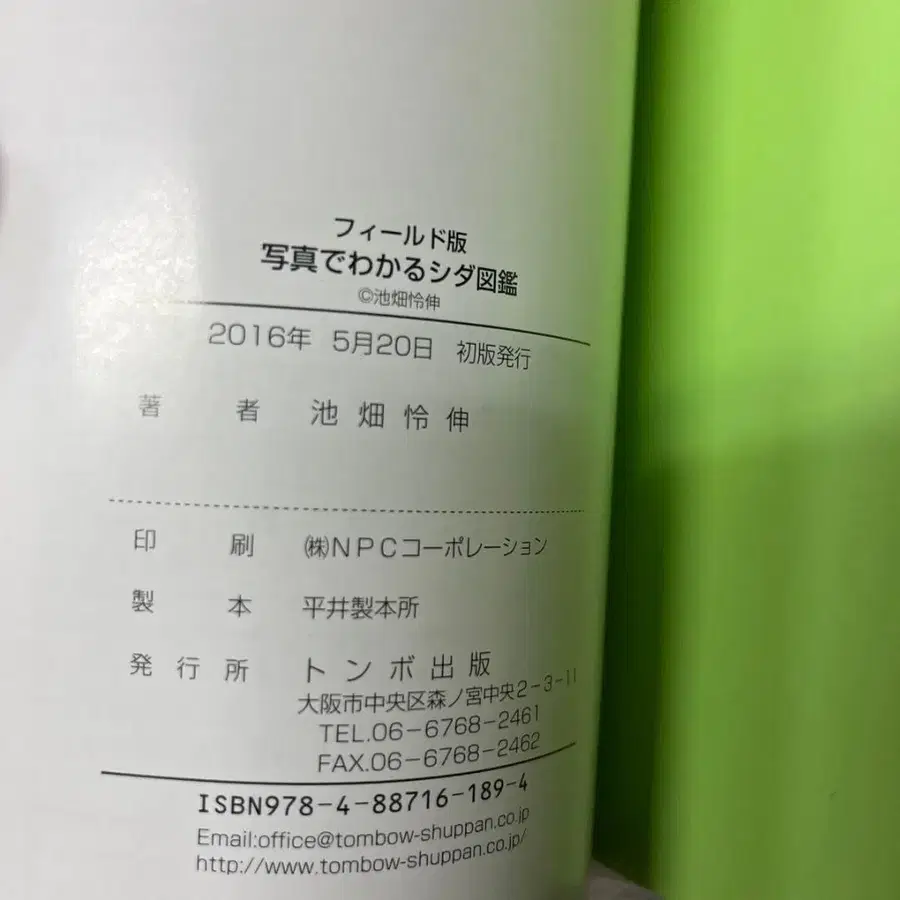 フィールド版
写真でわかるシダ図鑑
©池畑怜伸
2016年 5月20日 初版発行
著者 池畑怜伸
印刷 ㈱NPCコーポレーション
製本 平井製本所
発行所 トンボ出版
大阪市中央区森ノ宮中央2-3-11
TEL.06-6768-2461
FAX.06-6768-2462
ISBN978-4-88716-189-4
Email:office@tombow-shuppan.co.jp
http://www.tombow-shuppan.co.jp/